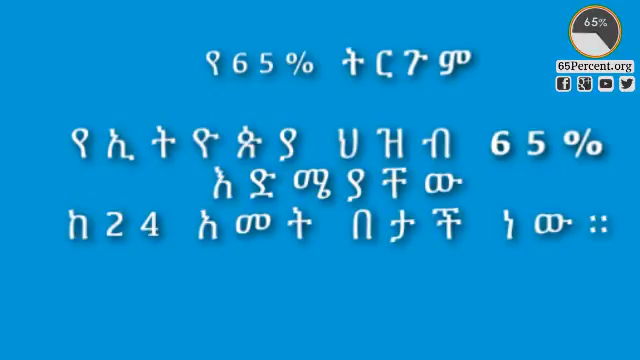 65%
65Percent.org
የ65% ትርጉም
የኢትዮጵያ ህዝብ 65%
እድሜያቸው
ከ24 አመት በታች ነው፡፡